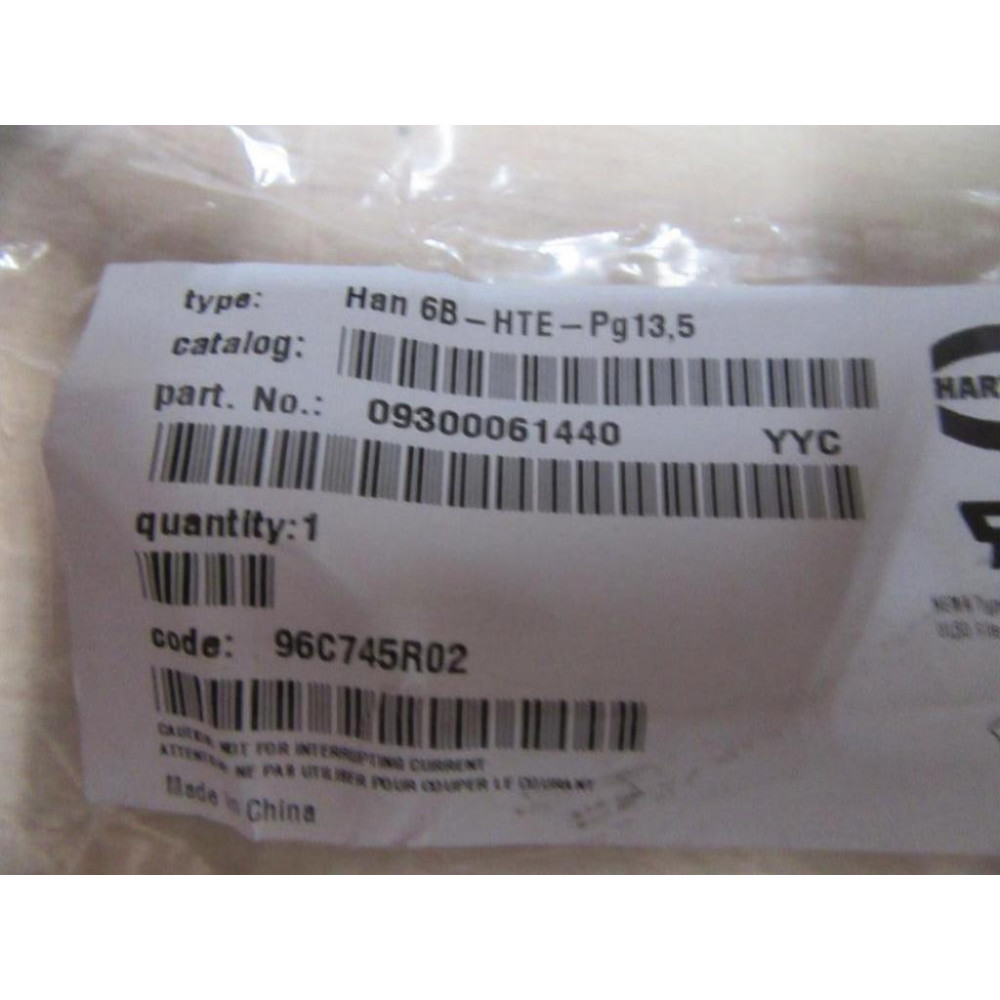 type: Han 6B-HTE-Pg13,5
catalog:
part. No.: 09300061440 YYC
quantity:1
code: 96C745R02
CAUTION NOT FOR INTERRUPTING CURRENT
ATTENTION NE PAS UTILISER POUR COUPER LE COURANT
Made in China
HAR